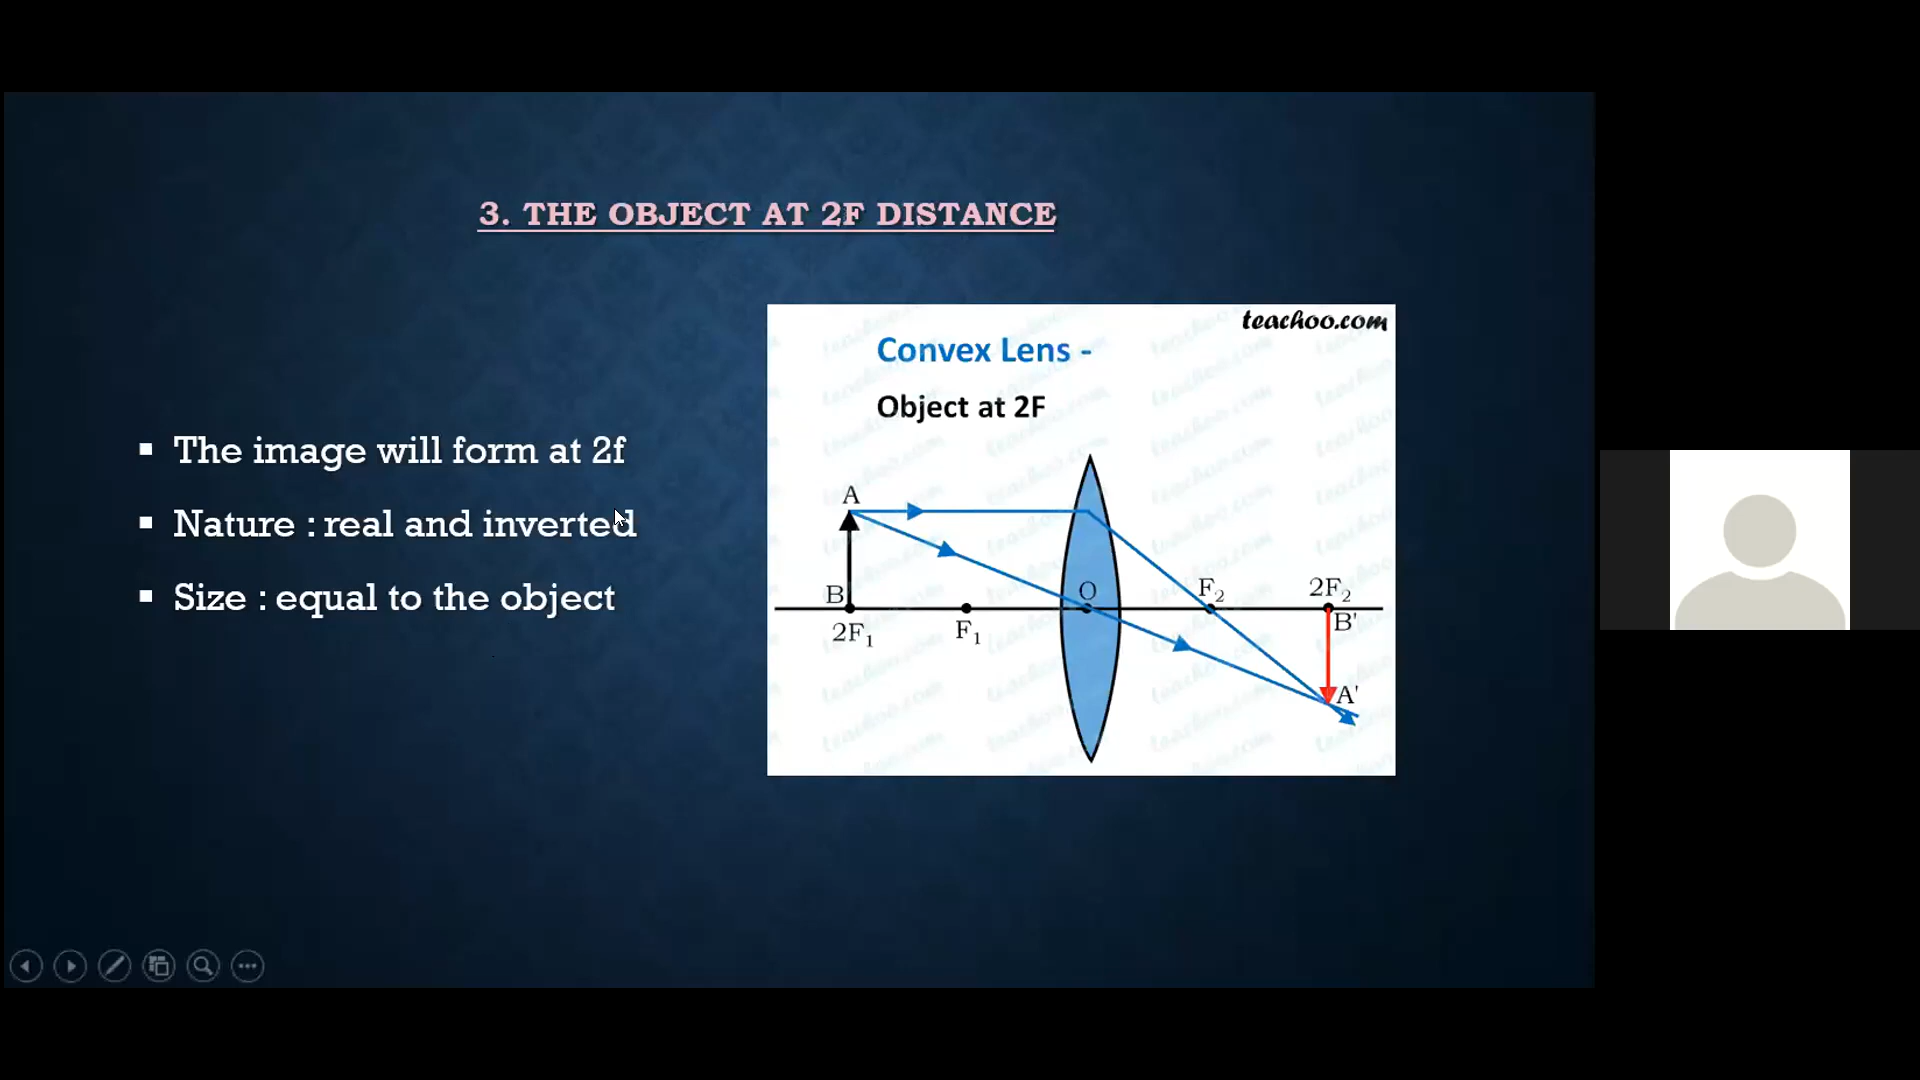 3. THE OBJECT AT 2F DISTANCE
▪ The image will form at 2f
▪ Nature : real and inverted
▪ Size : equal to the object
teachoo.com
Convex Lens -
Object at 2F
A
B
2F₁
F₁
O
F₂
2F₂
B'
A'